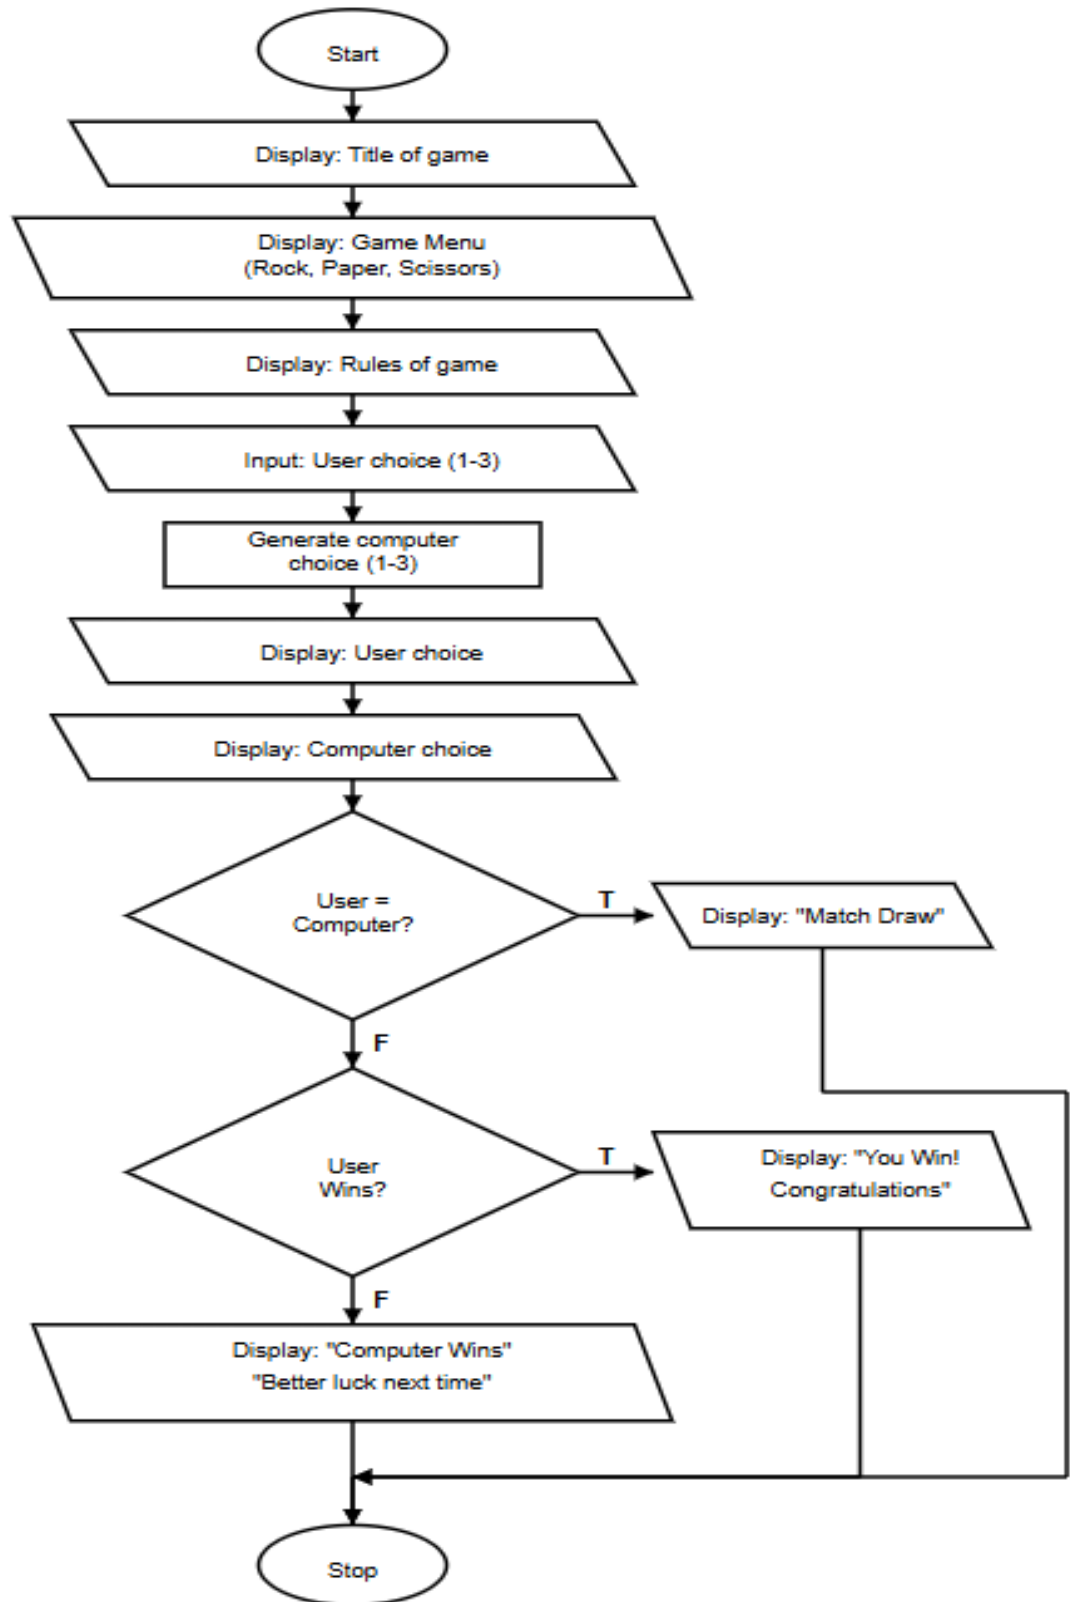 Start
Display: Title of game
Display: Game Menu
(Rock, Paper, Scissors)
Display: Rules of game
Input: User choice (1-3)
Generate computer
choice (1-3)
Display: User choice
Display: Computer choice
User =
Computer?
T
Display: "Match Draw"
F
User
Wins?
T
Display: "You Win!
Congratulations"
F
Display: "Computer Wins"
"Better luck next time"
Stop